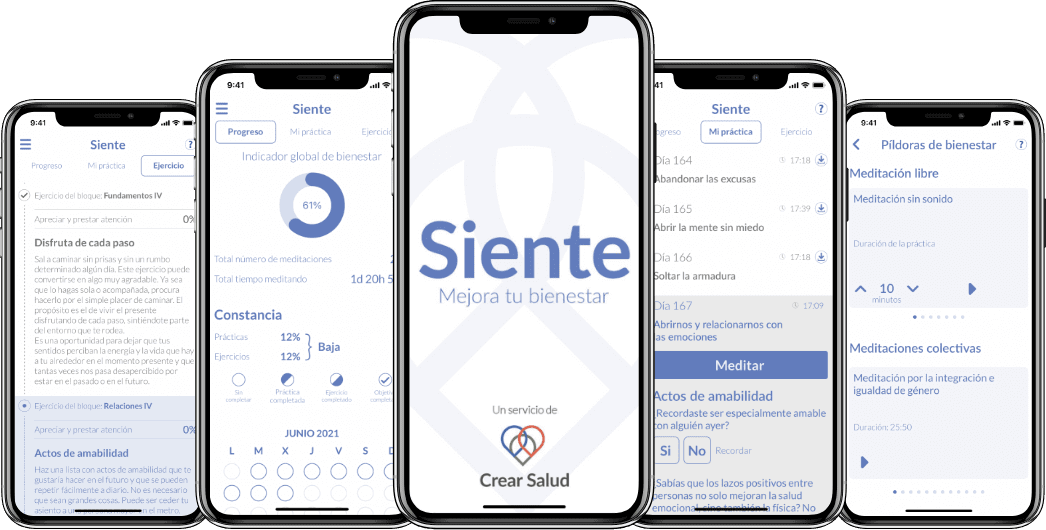 9:41
Siente
?
Progreso
Mi práctica
Ejercicio
Ejercicio del bloque: Fundamentos IV
Apreciar y prestar atención 0%
Disfruta de cada paso
Sal a caminar sin prisas y sin un rumbo
determinado algún día. Este ejercicio puede
convertirse en algo muy agradable. Ya sea
que lo hagas sola o acompañada, procura
hacerlo por el simple placer de caminar. El
propósito es el de vivir el presente
disfrutando de cada paso, sintiéndote parte
del entorno que te rodea.
Es una oportunidad para dejar que tus
sentidos perciban la energía y la vida que hay
a tu alrededor en el momento presente y que
tantas veces nos pasa desapercibido por
estar en el pasado o en el futuro.
Ejercicio del bloque: Relaciones IV
Apreciar y prestar atención 0%
Actos de amabilidad
Haz una lista con actos de amabilidad que te
gustaría hacer en el futuro y que se pueden
repetir fácilmente a diario. No es necesario
que sean grandes cosas. Puede ser ceder tu
asiento a una
en el metro.
9:41
Siente
Progreso
Mi práctica
Ejercicio
Indicador global de bienestar
61%
Total numero de meditaciones 2
Total tiempo meditando 1d 20h 5
Constancia
Prácticas 12%
Ejercicios 12%
Baja
Sin
completar
Práctica
completada
Ejercicio
completado
Objetiv
complet
JUNIO 2021
L M X J V S D
Siente
Mejora tu bienestar
Un servicio de
Crear Salud
9:41
Siente
?
ogreso
Mi práctica
Ejercicio
Día 164 17:18
Abandonar las excusas
Día 165 17:39
Abrir la mente sin miedo
Día 166 17:18
Soltar la armadura
Día 167 17:09
Abrirnos y relacionarnos con
las emociones
Meditar
Actos de amabilidad
¿Recordaste ser especialmente amable
con alguién ayer?
Si No Recordar
¿Sabías que los lazos positivos entre
personas no solo mejoran la salud
emocional, sino también la física? No
9:41
Píldoras de bienestar
?
Meditación libre
Meditación sin sonido
Duración de la práctica
10
minutos
Meditaciones colectivas
Meditación por la integración e
igualdad de género
Duración: 25:50